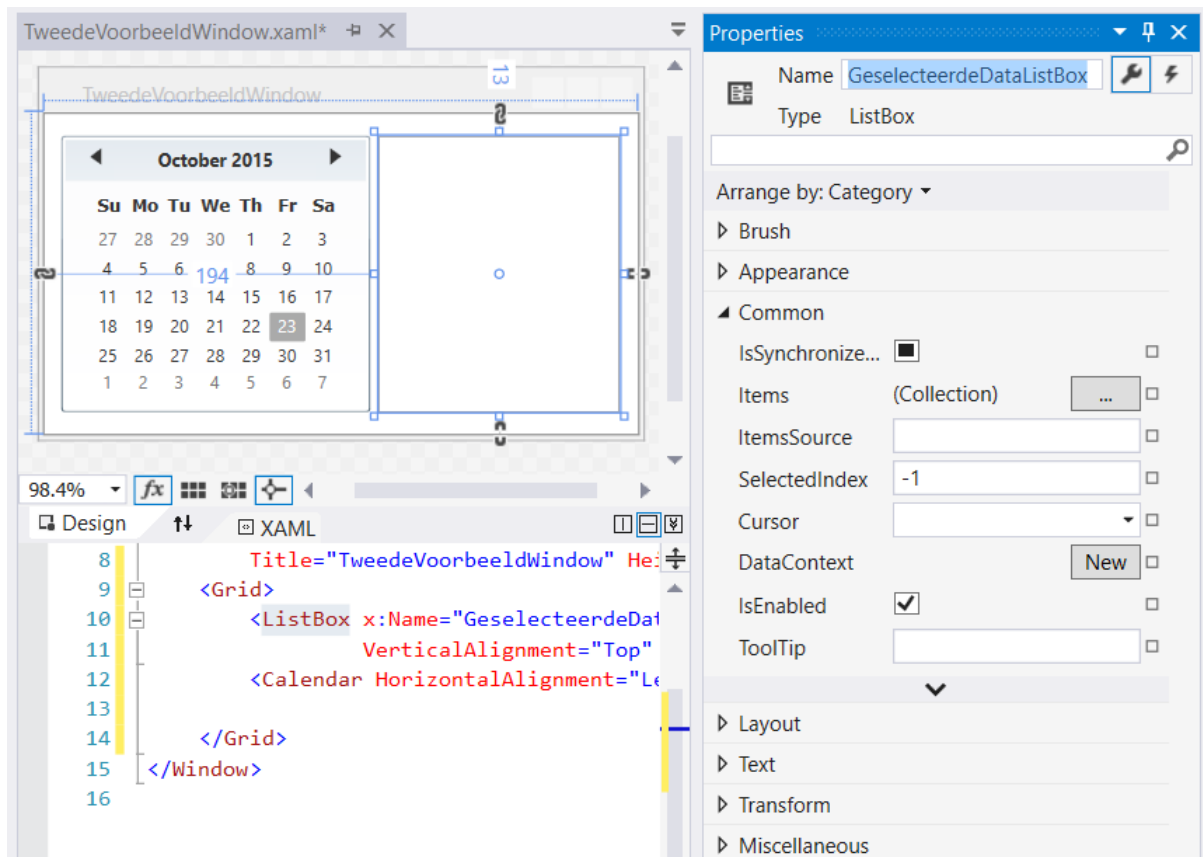 TweedeVoorbeeldWindow.xaml*
13
TweedeVoorbeeldWindow
October 2015
Su Mo Tu We Th Fr Sa
27 28 29 30 1 2 3
4 5 6 194 8 9 10
11 12 13 14 15 16 17
18 19 20 21 22 23 24
25 26 27 28 29 30 31
1 2 3 4 5 6 7
98.4% fx
Design XAML
8 Title="TweedeVoorbeeldWindow" Hei
9 <Grid>
10 <ListBox x:Name="GeselecteerdeDat
11 VerticalAlignment="Top"
12 <Calendar HorizontalAlignment="Le
13
14 </Grid>
15 </Window>
16
Properties
Name GeselecteerdeDataListBox
Type ListBox
Arrange by: Category
Brush
Appearance
Common
IsSynchronize...
Items (Collection) ...
ItemsSource
SelectedIndex -1
Cursor
DataContext New
IsEnabled
ToolTip
Layout
Text
Transform
Miscellaneous